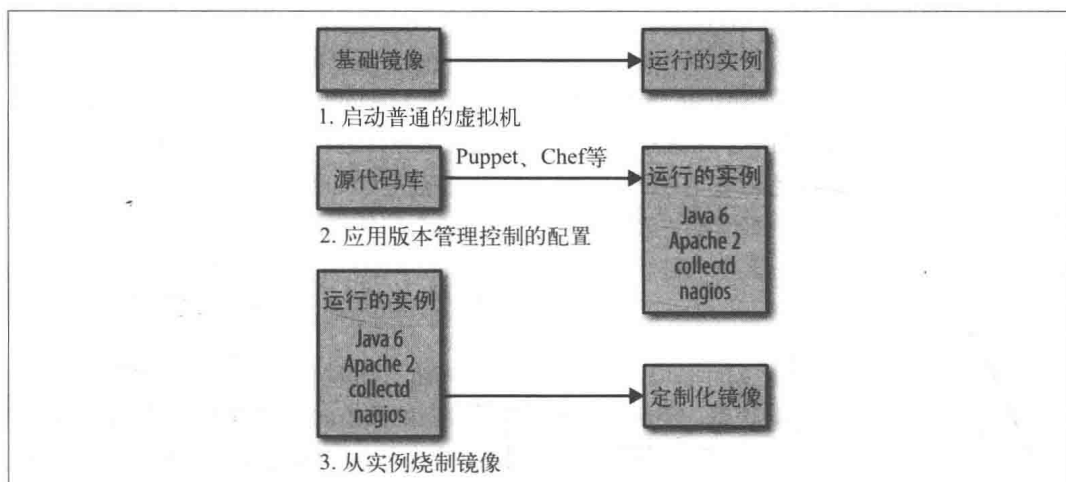 基础镜像
运行的实例
1. 启动普通的虚拟机
源代码库
Puppet、Chef等
运行的实例
Java 6
Apache 2
collectd
nagios
2. 应用版本管理控制的配置
运行的实例
Java 6
Apache 2
collectd
nagios
定制化镜像
3. 从实例烧制镜像